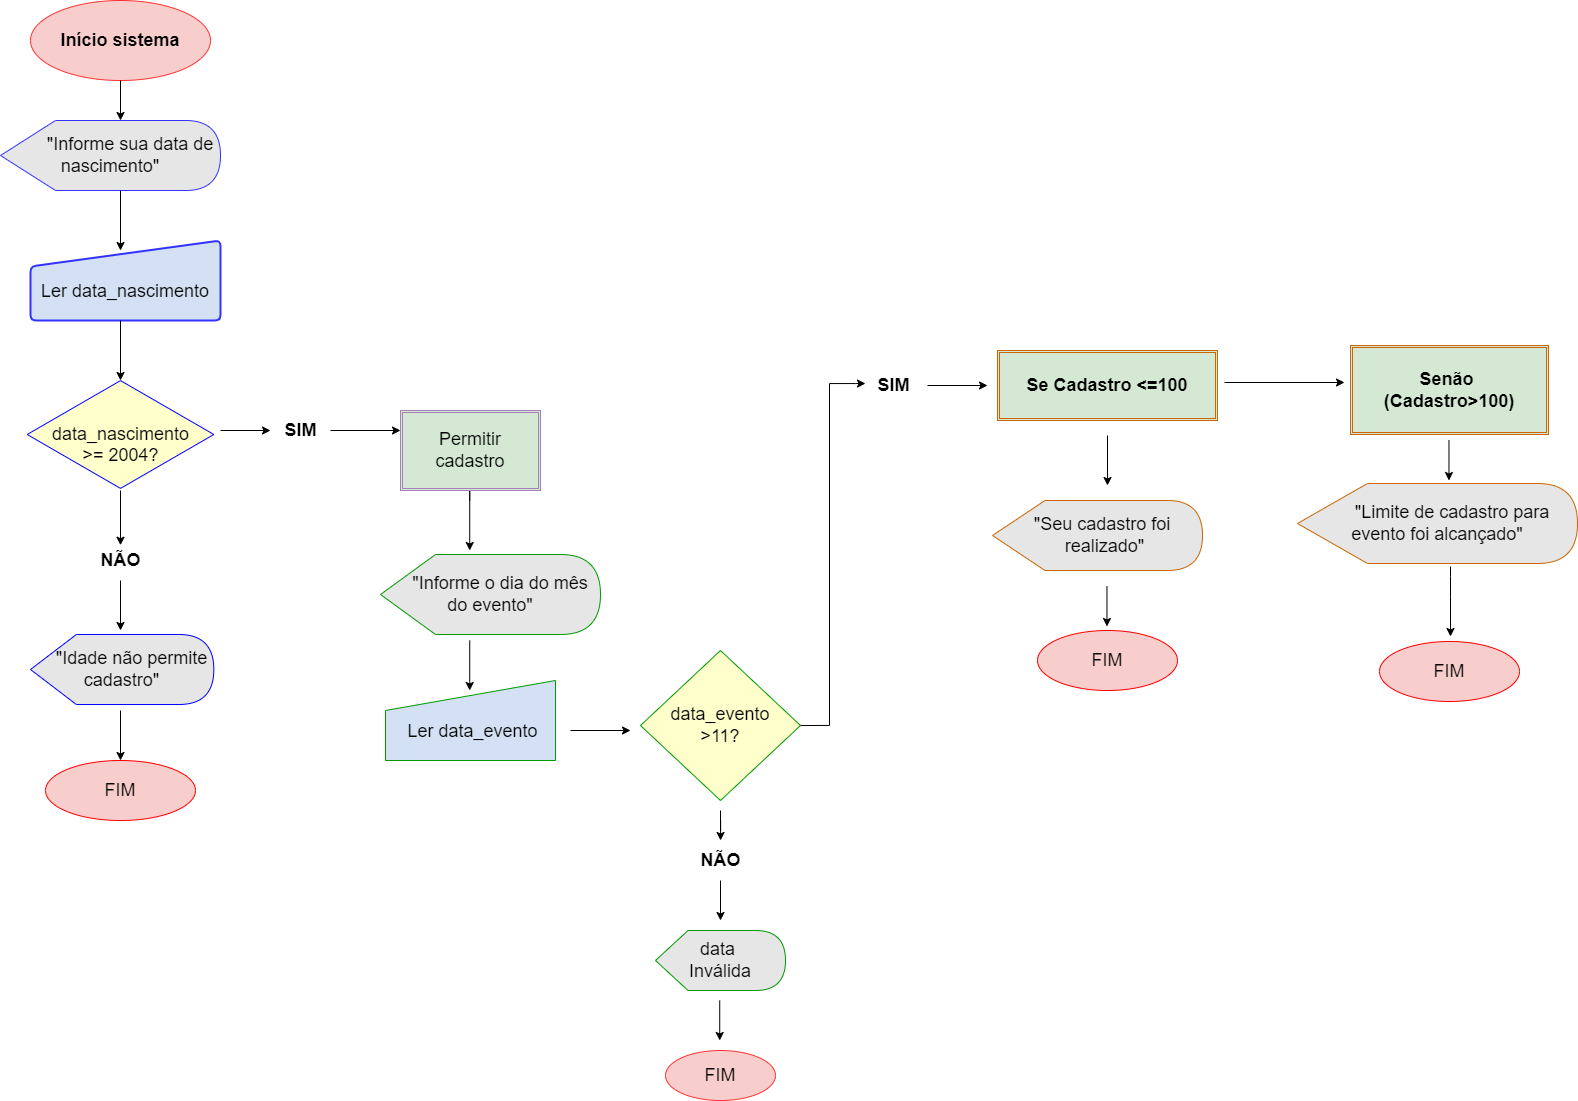 Início sistema
"Informe sua data de
nascimento"
Ler data_nascimento
data_nascimento
>= 2004?
SIM
Permitir
cadastro
NÃO
"Idade não permite
cadastro"
FIM
"Informe o dia do mês
do evento"
Ler data_evento
data_evento
>11?
NÃO
data
Inválida
FIM
SIM
Se Cadastro <=100
"Seu cadastro foi
realizado"
FIM
Senão
(Cadastro>100)
"Limite de cadastro para
evento foi alcançado"
FIM